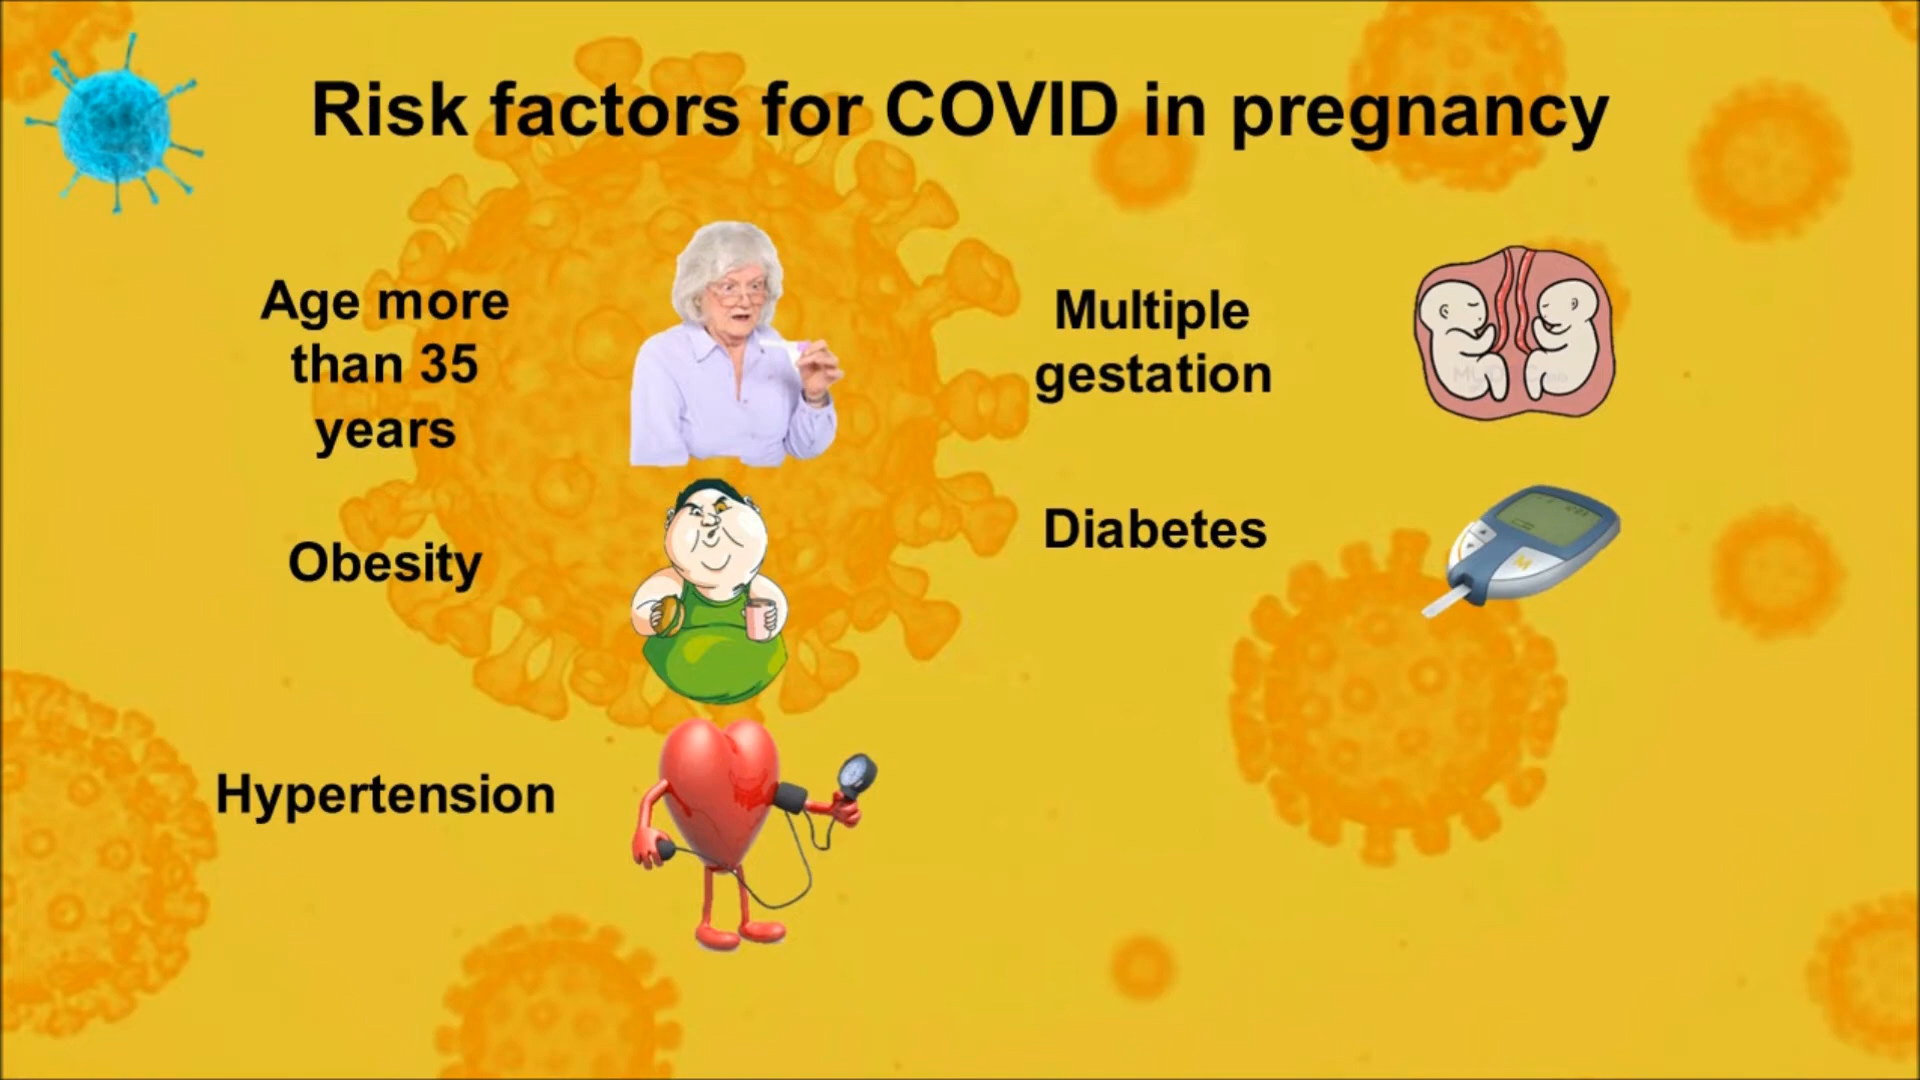 Risk factors for COVID in pregnancy
Age more
than 35
years
Multiple
gestation
Obesity
Diabetes
Hypertension
M